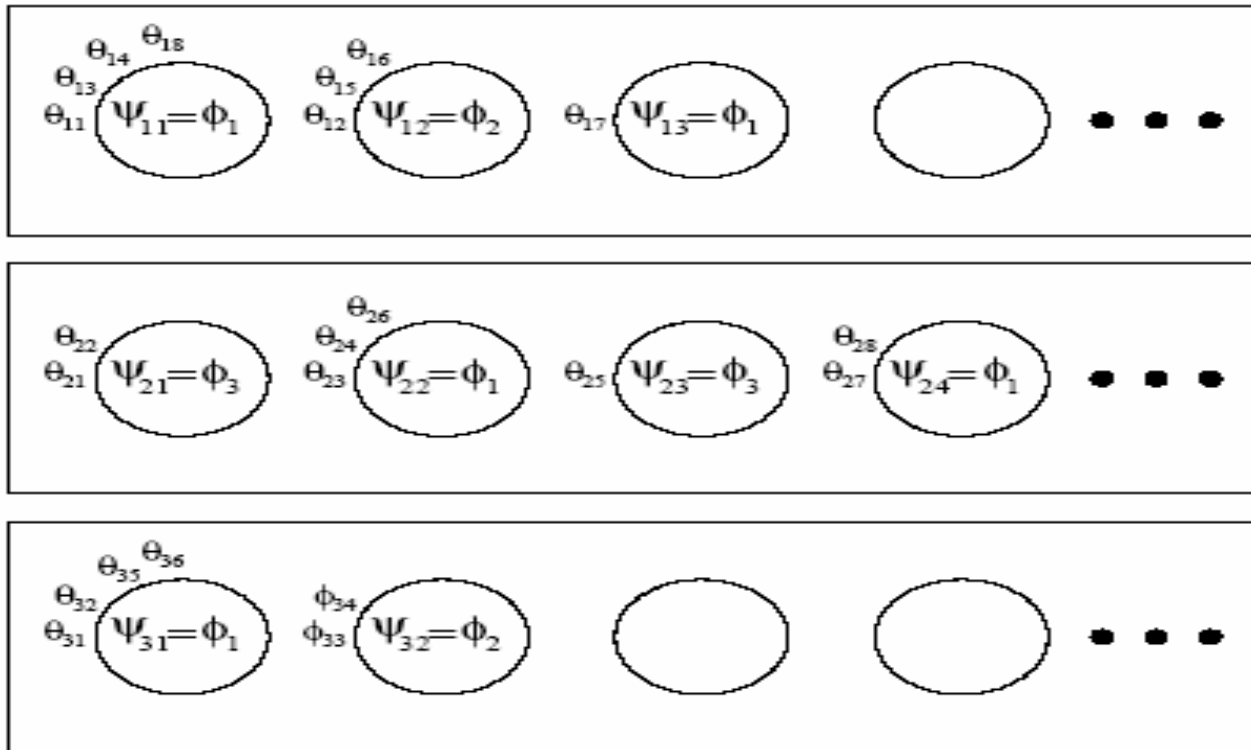 θ₁₈
θ₁₄ θ₁₆
θ₁₃ θ₁₅
θ₁₁ ψ₁₁=ϕ₁ θ₁₂ ψ₁₂=ϕ₂ θ₁₇ ψ₁₃=ϕ₁
θ₂₆
θ₂₂ θ₂₄ θ₂₈
θ₂₁ ψ₂₁=ϕ₃ θ₂₃ ψ₂₂=ϕ₁ θ₂₅ ψ₂₃=ϕ₃ θ₂₇ ψ₂₄=ϕ₁
θ₃₅ θ₃₆
θ₃₂ ϕ₃₄
θ₃₁ ψ₃₁=ϕ₁ ϕ₃₃ ψ₃₂=ϕ₂